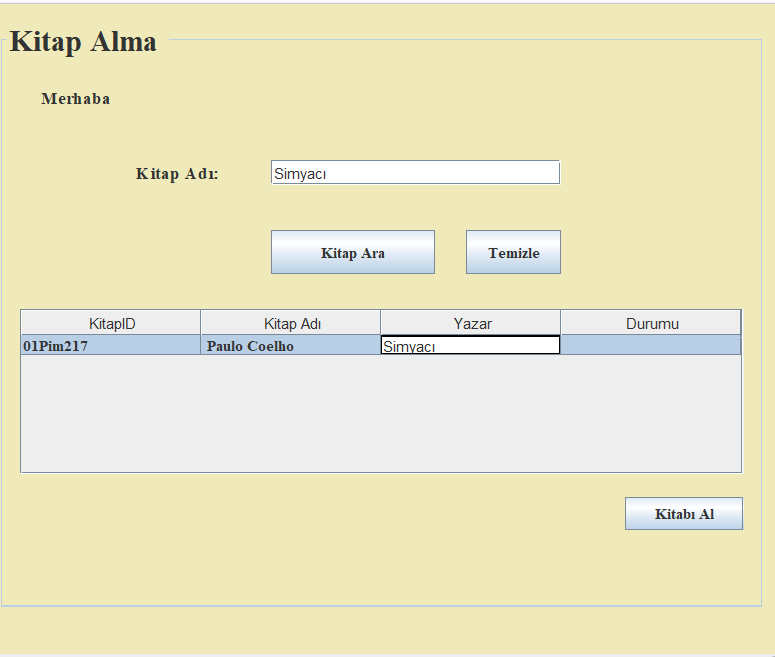 Kitap Alma
Merhaba
Kitap Adı:
Simyacı
Kitap Ara
Temizle
KitapID Kitap Adı Yazar Durumu
01Pim217 Paulo Coelho Simyacı
Kitabı Al